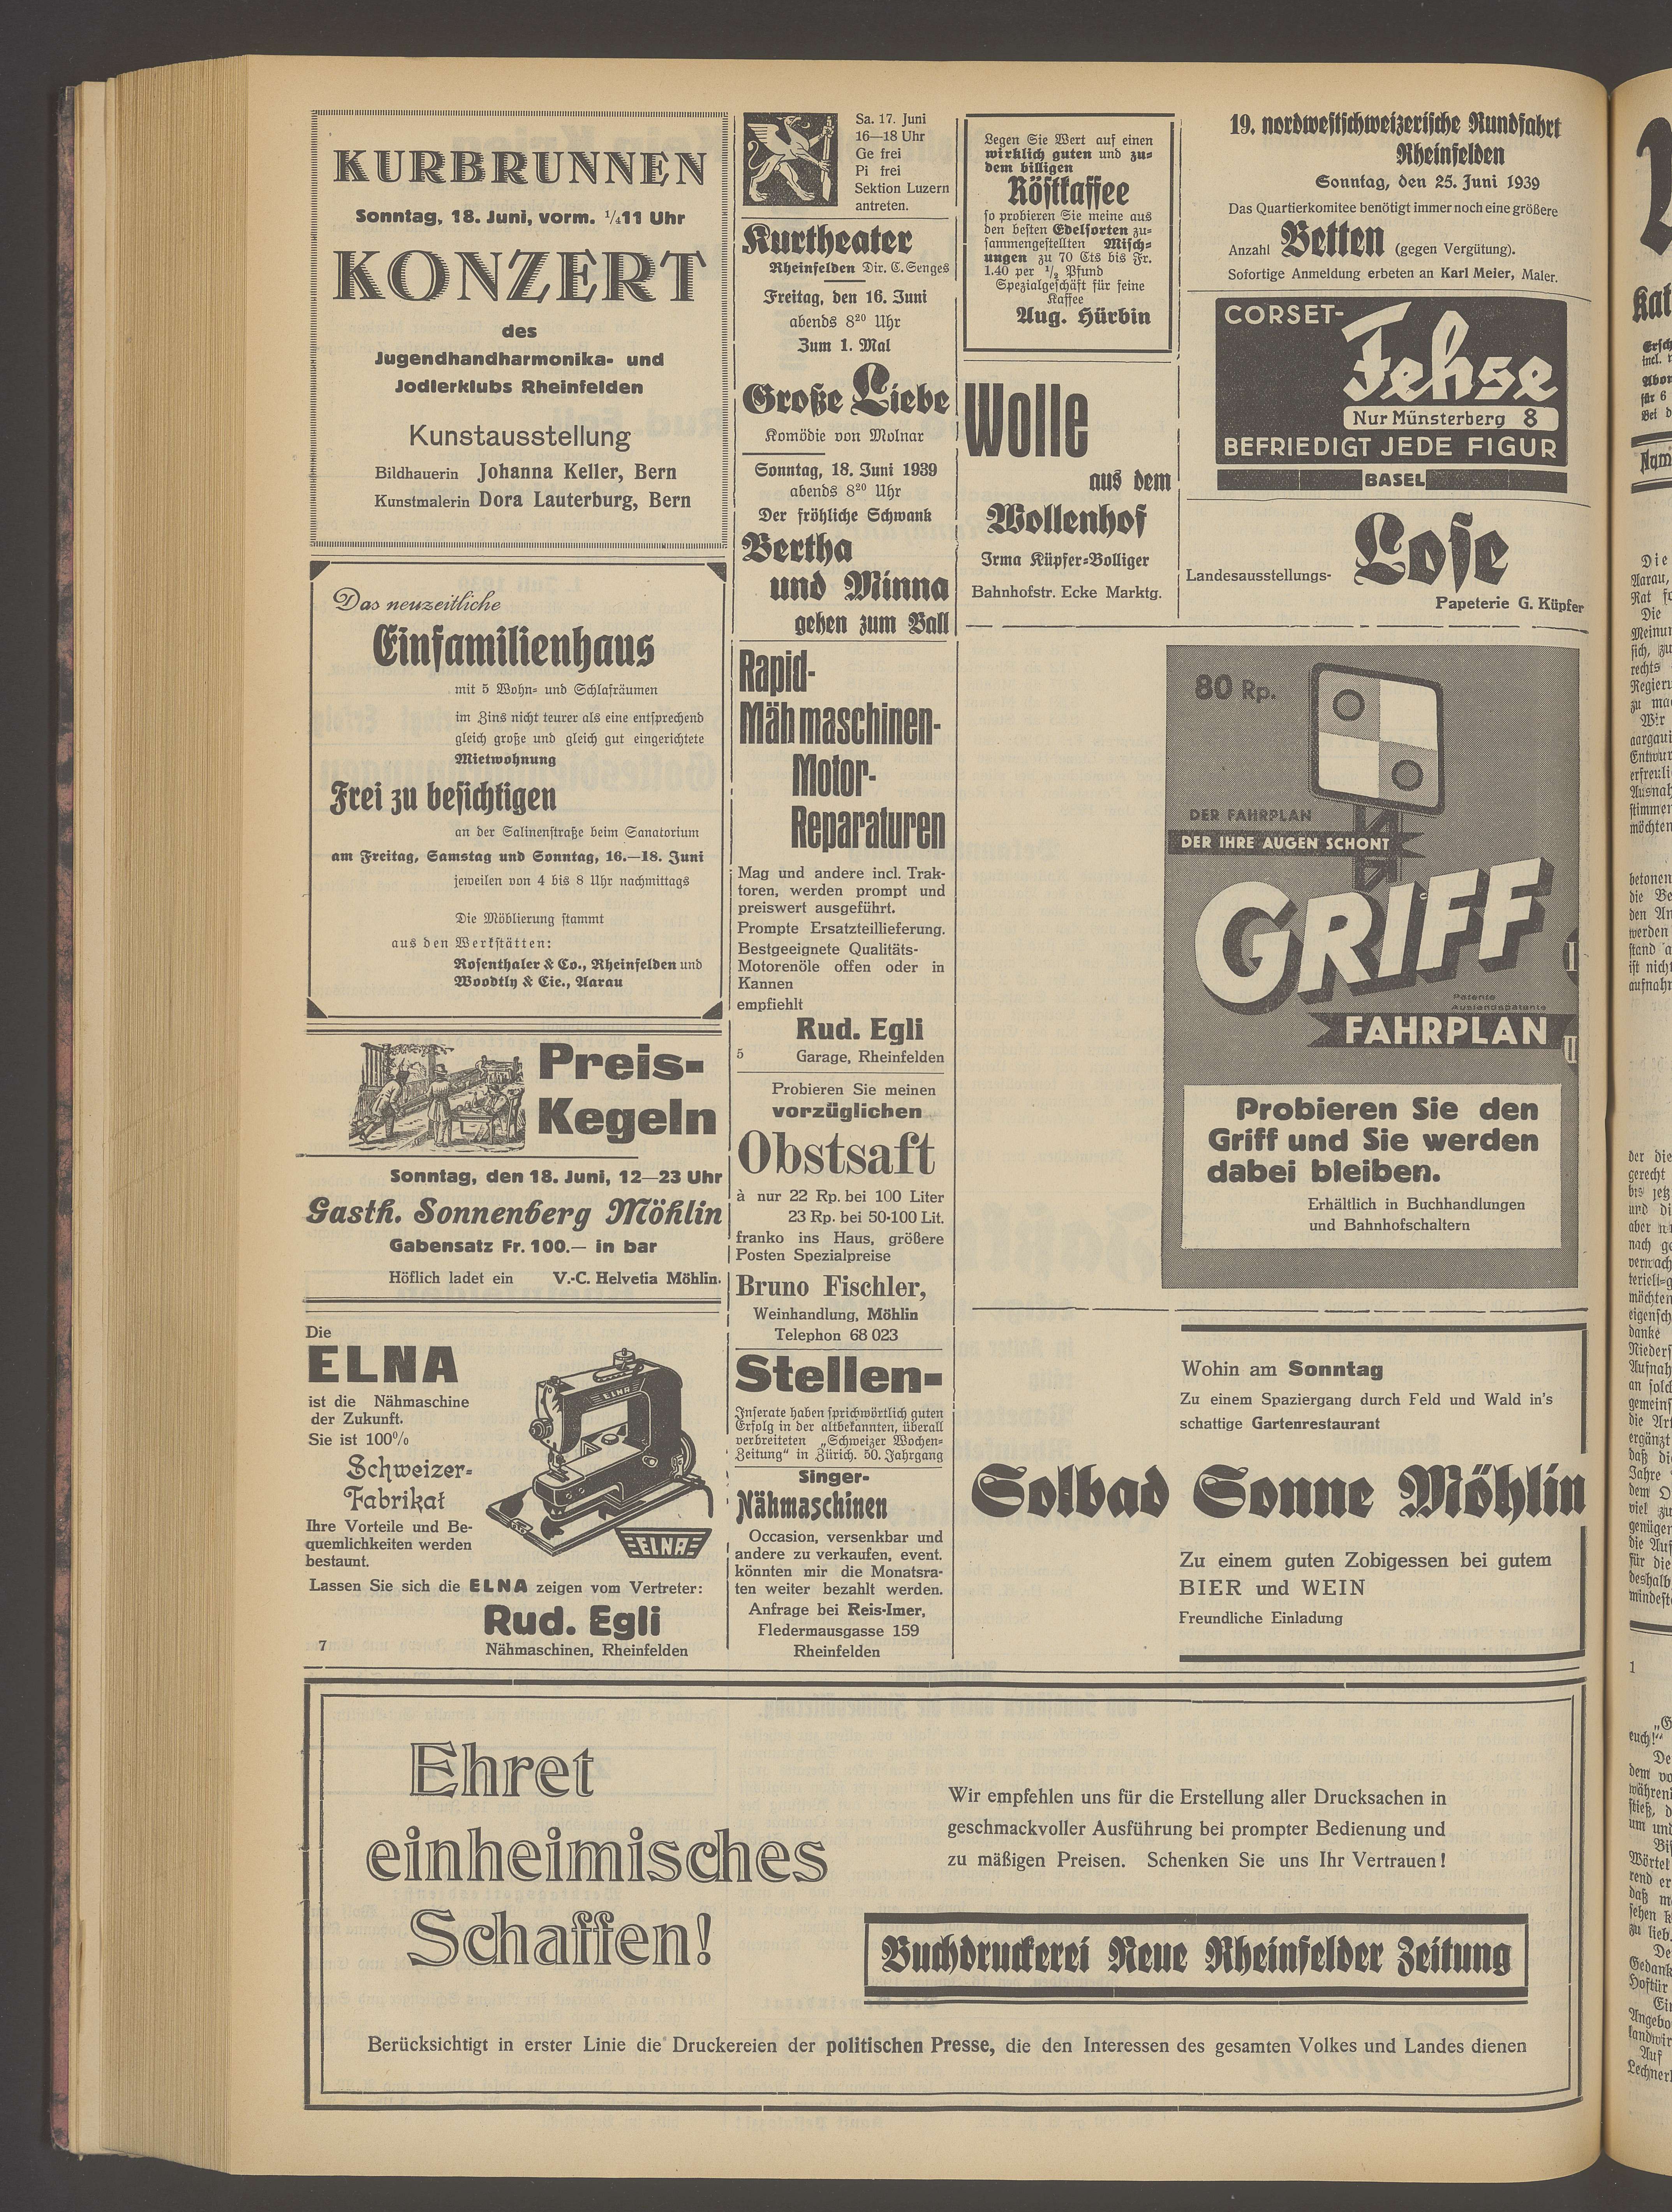 KURBRUNNEN
Sonntag, 18. Juni, vorm. ¼11 Uhr
KONZERT
des
Jugendhandharmonika- und
Jodlerklubs Rheinfelden
Kunstausstellung
Bildhauerin Johanna Keller, Bern
Kunstmalerin Dora Lauterburg, Bern
Das neuzeitliche
Einfamilienhaus
mit 5 Wohn- und Schlafräumen
im Zins nicht teurer als eine entsprechend
gleich große und gleich gut eingerichtete
Mietwohnung
Frei zu besichtigen
an der Salinenstraße beim Sanatorium
am Freitag, Samstag und Sonntag, 16.—18. Juni
jeweilen von 4 bis 8 Uhr nachmittags
Die Möblierung stammt
aus den Werkstätten:
Rosenthaler & Co., Rheinfelden und
Woodtly & Cie., Aarau
Preis-
Kegeln
Sonntag, den 18. Juni, 12—23 Uhr
Gasth. Sonnenberg Möhlin
Gabensatz Fr. 100.— in bar
Höflich ladet ein V.-C. Helvetia Möhlin.
Die
ELNA
ist die Nähmaschine
der Zukunft.
Sie ist 100%
Schweizer-
Fabrikat
Ihre Vorteile und Be-
quemlichkeiten werden
bestaunt.
ELNA
ELNA
Lassen Sie sich die ELNA zeigen vom Vertreter:
Rud. Egli
7 Nähmaschinen, Rheinfelden
Sa. 17. Juni
16—18 Uhr
Ge frei
Pi frei
Sektion Luzern
antreten.
Kurtheater
Rheinfelden Dir. C. Senges
Freitag, den 16. Juni
abends 8²⁰ Uhr
Zum 1. Mal
Große Liebe
Komödie von Molnar
Sonntag, 18. Juni 1939
abends 8²⁰ Uhr
Der fröhliche Schwank
Bertha
und Minna
gehen zum Ball
Rapid-
Mähmaschinen-
Motor-
Reparaturen
Mag und andere incl. Trak-
toren, werden prompt und
preiswert ausgeführt.
Prompte Ersatzteillieferung.
Bestgeeignete Qualitäts-
Motorenöle offen oder in
Kannen
empfiehlt
Rud. Egli
5 Garage, Rheinfelden
Probieren Sie meinen
vorzüglichen
Obstsaft
à nur 22 Rp. bei 100 Liter
23 Rp. bei 50-100 Lit.
franko ins Haus, größere
Posten Spezialpreise
Bruno Fischler,
Weinhandlung, Möhlin
Telephon 68 023
Stellen-
Inserate haben sprichwörtlich guten
Erfolg in der altbekannten, überall
verbreiteten „Schweizer Wochen-
Zeitung“ in Zürich. 50. Jahrgang
Singer-
Nähmaschinen
Occasion, versenkbar und
andere zu verkaufen, event.
könnten mir die Monatsra-
ten weiter bezahlt werden.
Anfrage bei Reis-Imer,
Fledermausgasse 159
Rheinfelden
Legen Sie Wert auf einen
wirklich guten und zu-
dem billigen
Röstkaffee
so probieren Sie meine aus
den besten Edelsorten zu-
sammengestellten Misch-
ungen zu 70 Cts bis Fr.
1.40 per ½ Pfund
Spezialgeschäft für feine
Kaffee
Aug. Hürbin
Wolle
aus dem
Wollenhof
Irma Küpfer-Bolliger
Bahnhofstr. Ecke Marktg.
19. nordwestschweizerische Rundfahrt
Rheinfelden
Sonntag, den 25. Juni 1939
Das Quartierkomitee benötigt immer noch eine größere
Anzahl Betten (gegen Vergütung).
Sofortige Anmeldung erbeten an Karl Meier, Maler.
CORSET-
Fehse
Nur Münsterberg 8
BEFRIEDIGT JEDE FIGUR
BASEL
Landesausstellungs- Lose
Papeterie G. Küpfer
80 Rp.
DER FAHRPLAN
DER IHRE AUGEN SCHONT
GRIFF
Patente
Auslandspatente
FAHRPLAN
Probieren Sie den
Griff und Sie werden
dabei bleiben.
Erhältlich in Buchhandlungen
und Bahnhofschaltern
Wohin am Sonntag
Zu einem Spaziergang durch Feld und Wald in's
schattige Gartenrestaurant
Solbad Sonne Möhlin
Zu einem guten Zobigessen bei gutem
BIER und WEIN
Freundliche Einladung
Ehret
einheimisches
Schaffen!
Wir empfehlen uns für die Erstellung aller Drucksachen in
geschmackvoller Ausführung bei prompter Bedienung und
zu mäßigen Preisen. Schenken Sie uns Ihr Vertrauen!
Buchdruckerei Neue Rheinfelder Zeitung
Berücksichtigt in erster Linie die Druckereien der politischen Presse, die den Interessen des gesamten Volkes und Landes dienen